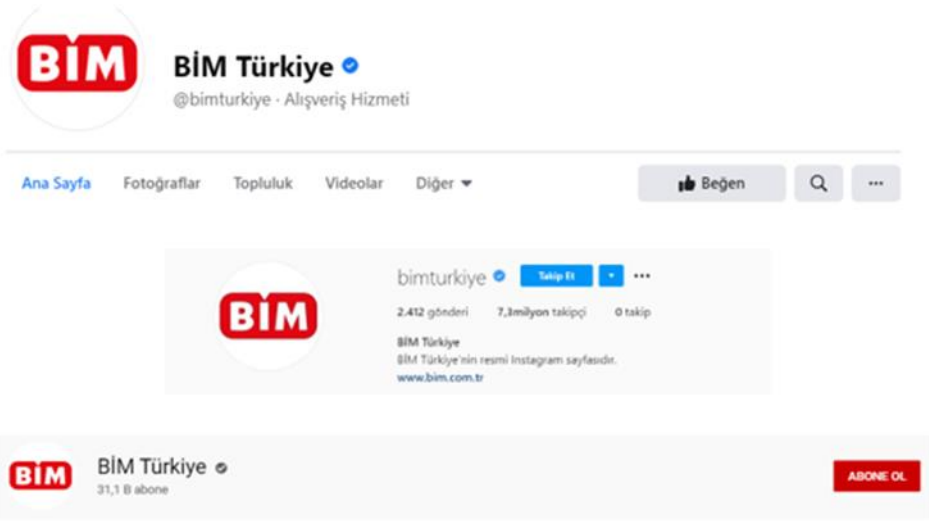 BİM
BİM Türkiye
@bimturkiye · Alışveriş Hizmeti
Ana Sayfa Fotoğraflar Topluluk Videolar Diğer Beğen ...
BİM
bimturkiye Takip Et ...
2.412 gönderi 7,3milyon takipçi 0 takip
BİM Türkiye
BİM Türkiye'nin resmi Instagram sayfasıdır.
www.bim.com.tr
BİM
BİM Türkiye
31,1 B abone
ABONE OL